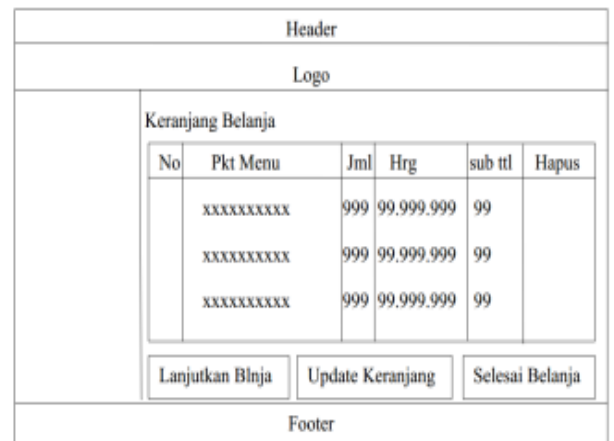 Header
Logo
Keranjang Belanja
No Pkt Menu Jml Hrg sub ttl Hapus
xxxxxxxxxx 999 99.999.999 99
xxxxxxxxxx 999 99.999.999 99
xxxxxxxxxx 999 99.999.999 99
Lanjutkan Blnja Update Keranjang Selesai Belanja
Footer